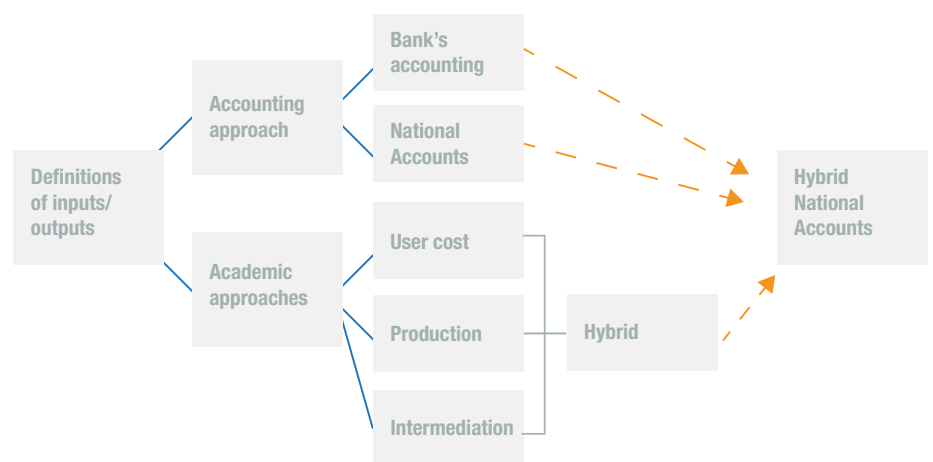 Definitions
of inputs/
outputs
Accounting
approach
Academic
approaches
Bank’s
accounting
National
Accounts
User cost
Production
Intermediation
Hybrid
Hybrid
National
Accounts